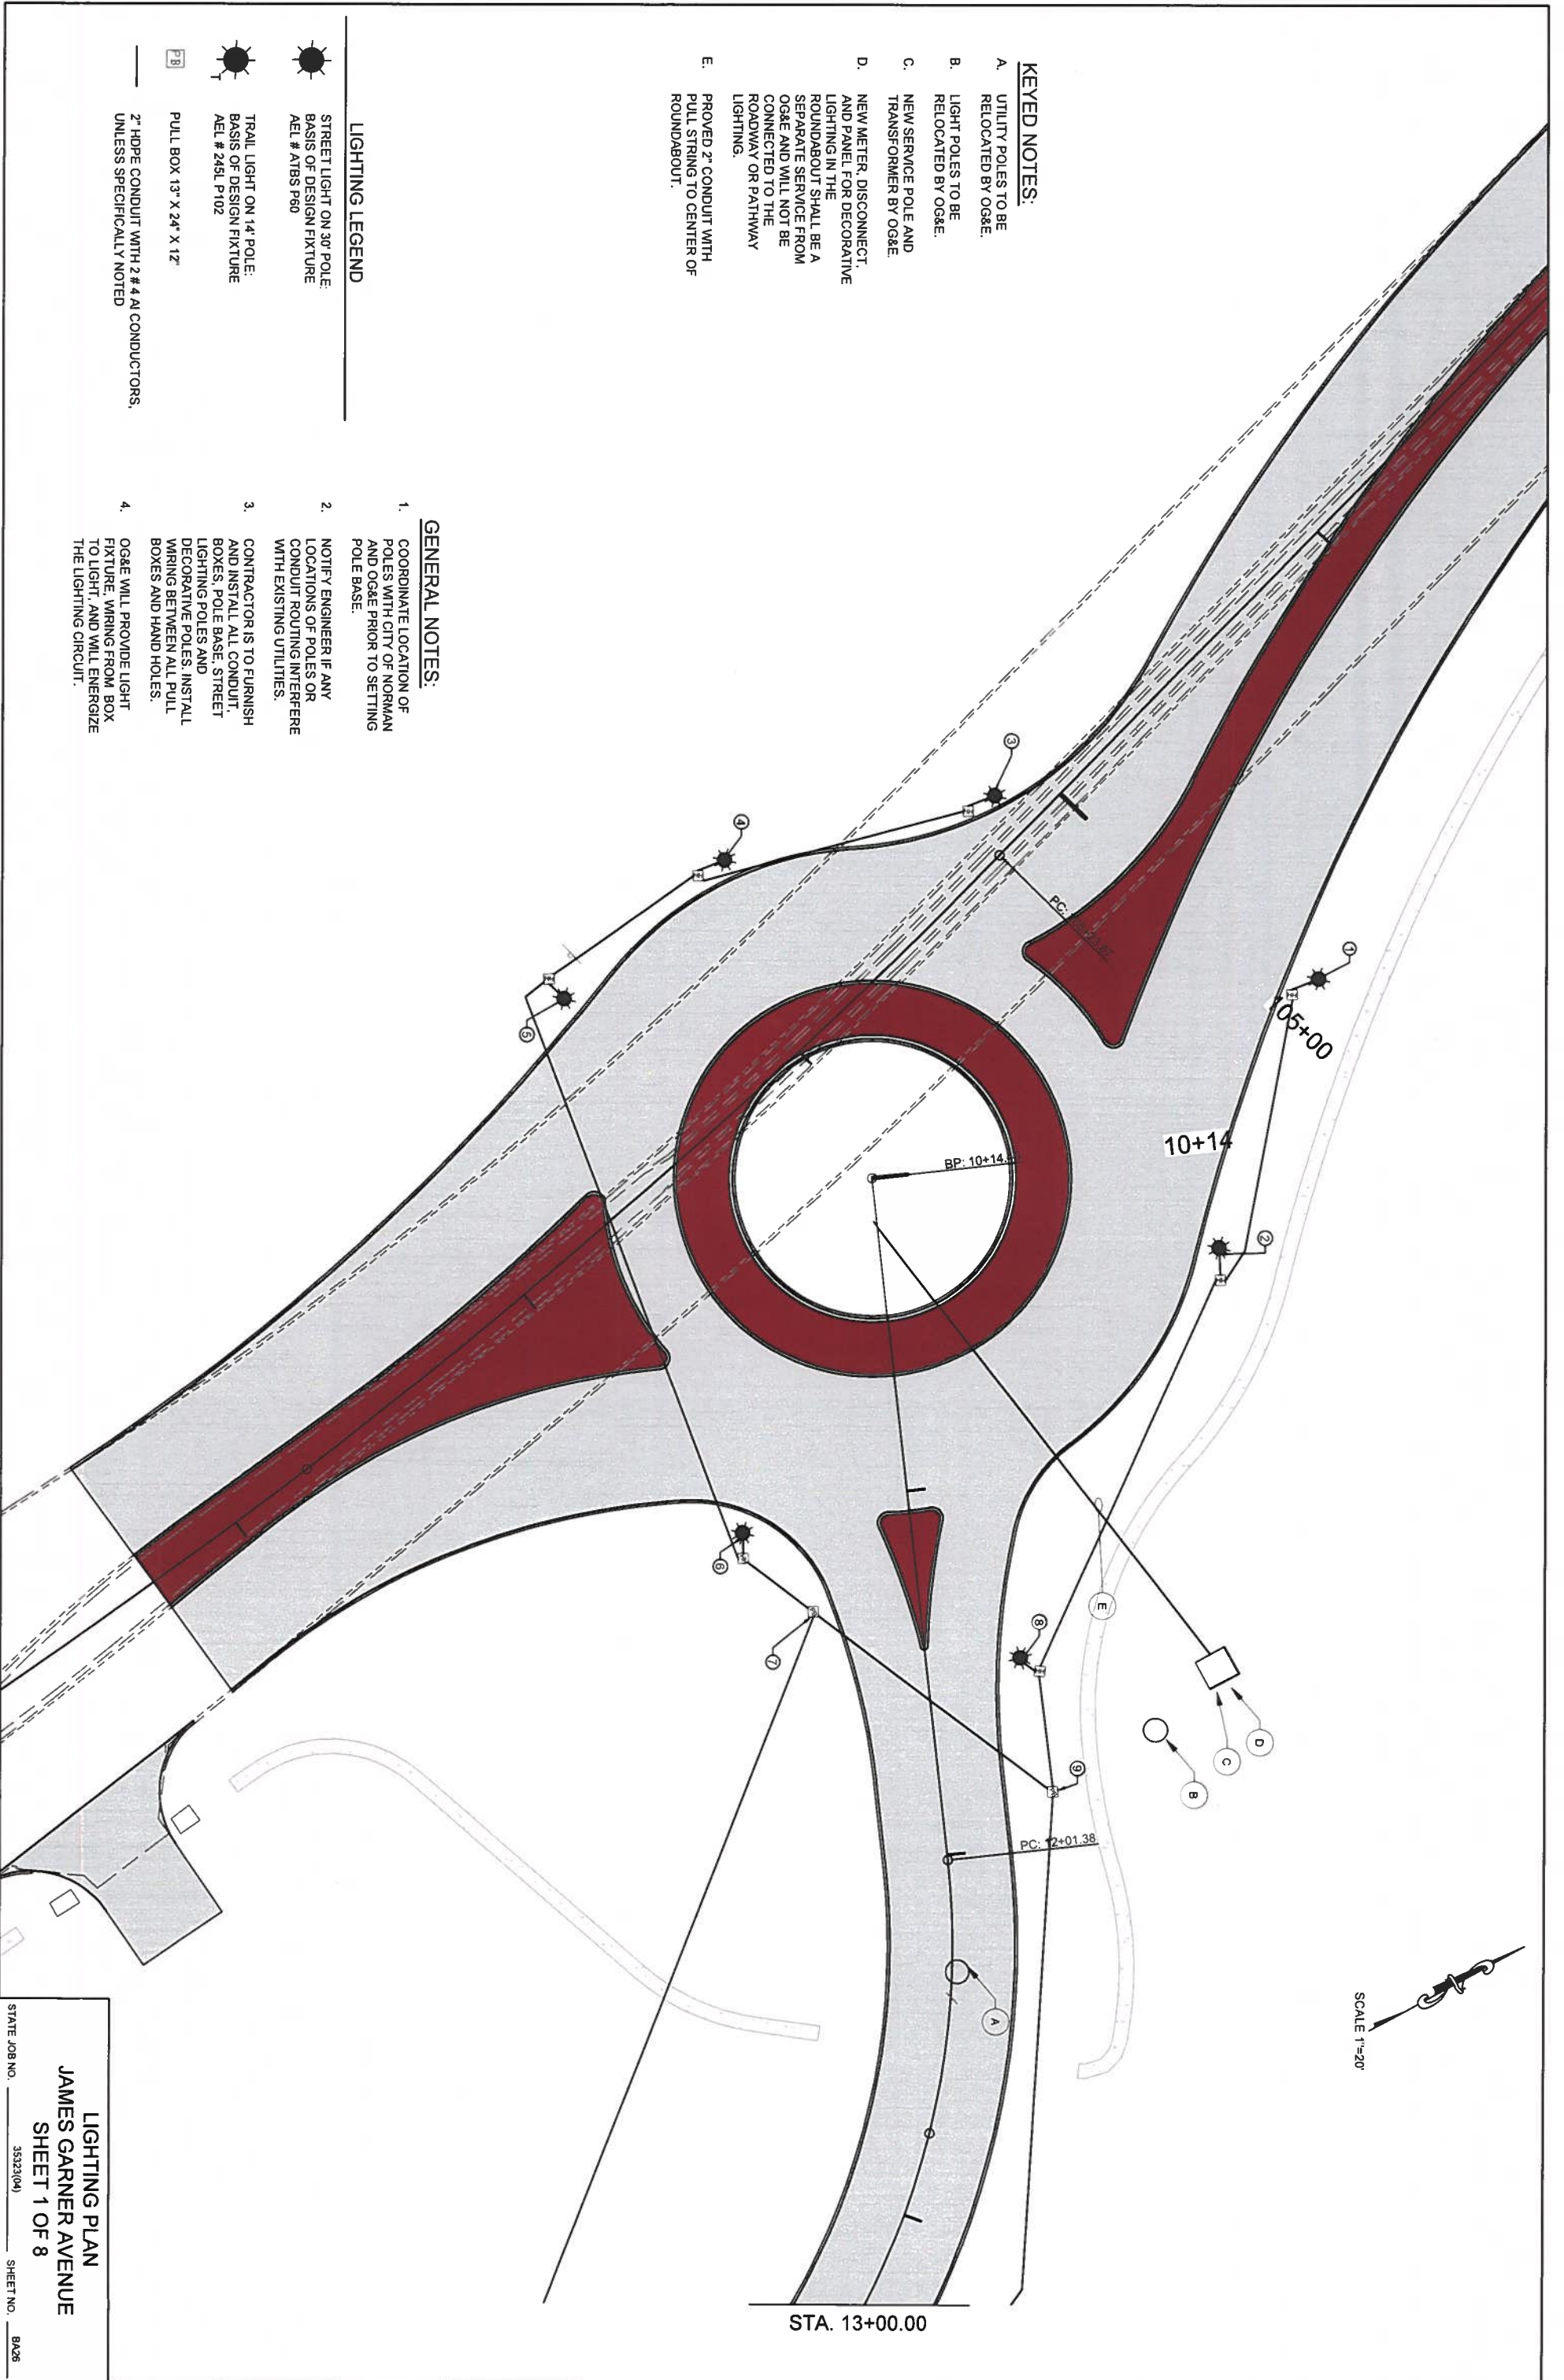 KEYED NOTES:
A. UTILITY POLES TO BE
RELOCATED BY OG&E.
B. LIGHT POLES TO BE
RELOCATED BY OG&E.
C. NEW SERVICE POLE AND
TRANSFORMER BY OG&E.
D. NEW METER, DISCONNECT,
AND PANEL FOR DECORATIVE
LIGHTING IN THE
ROUNDABOUT SHALL BE A
SEPARATE SERVICE FROM
OG&E AND WILL NOT BE
CONNECTED TO THE
ROADWAY OR PATHWAY
LIGHTING.
E. PROVED 2" CONDUIT WITH
PULL STRING TO CENTER OF
ROUNDABOUT.
LIGHTING LEGEND
STREET LIGHT ON 30' POLE:
BASIS OF DESIGN FIXTURE
AEL # ATBS P60
T
TRAIL LIGHT ON 14' POLE:
BASIS OF DESIGN FIXTURE
AEL # 245L P102
PB
PULL BOX 13" X 24" X 12"
2" HDPE CONDUIT WITH 2 # 4 Al CONDUCTORS,
UNLESS SPECIFICALLY NOTED
GENERAL NOTES:
1. COORDINATE LOCATION OF
POLES WITH CITY OF NORMAN
AND OG&E PRIOR TO SETTING
POLE BASE.
2. NOTIFY ENGINEER IF ANY
LOCATIONS OF POLES OR
CONDUIT ROUTING INTERFERE
WITH EXISTING UTILITIES.
3. CONTRACTOR IS TO FURNISH
AND INSTALL ALL CONDUIT,
BOXES, POLE BASE, STREET
LIGHTING POLES AND
DECORATIVE POLES. INSTALL
WIRING BETWEEN ALL PULL
BOXES AND HAND HOLES.
4. OG&E WILL PROVIDE LIGHT
FIXTURE, WIRING FROM BOX
TO LIGHT, AND WILL ENERGIZE
THE LIGHTING CIRCUIT.
1
2
3
4
5
6
7
8
9
A
B
C
D
E
PC:
105+00
10+14
BP: 10+14.
PC: 12+01.38
STA. 13+00.00
SCALE 1"=20'
LIGHTING PLAN
JAMES GARNER AVENUE
SHEET 1 OF 8
STATE JOB NO. 35323(04) SHEET NO. BA26